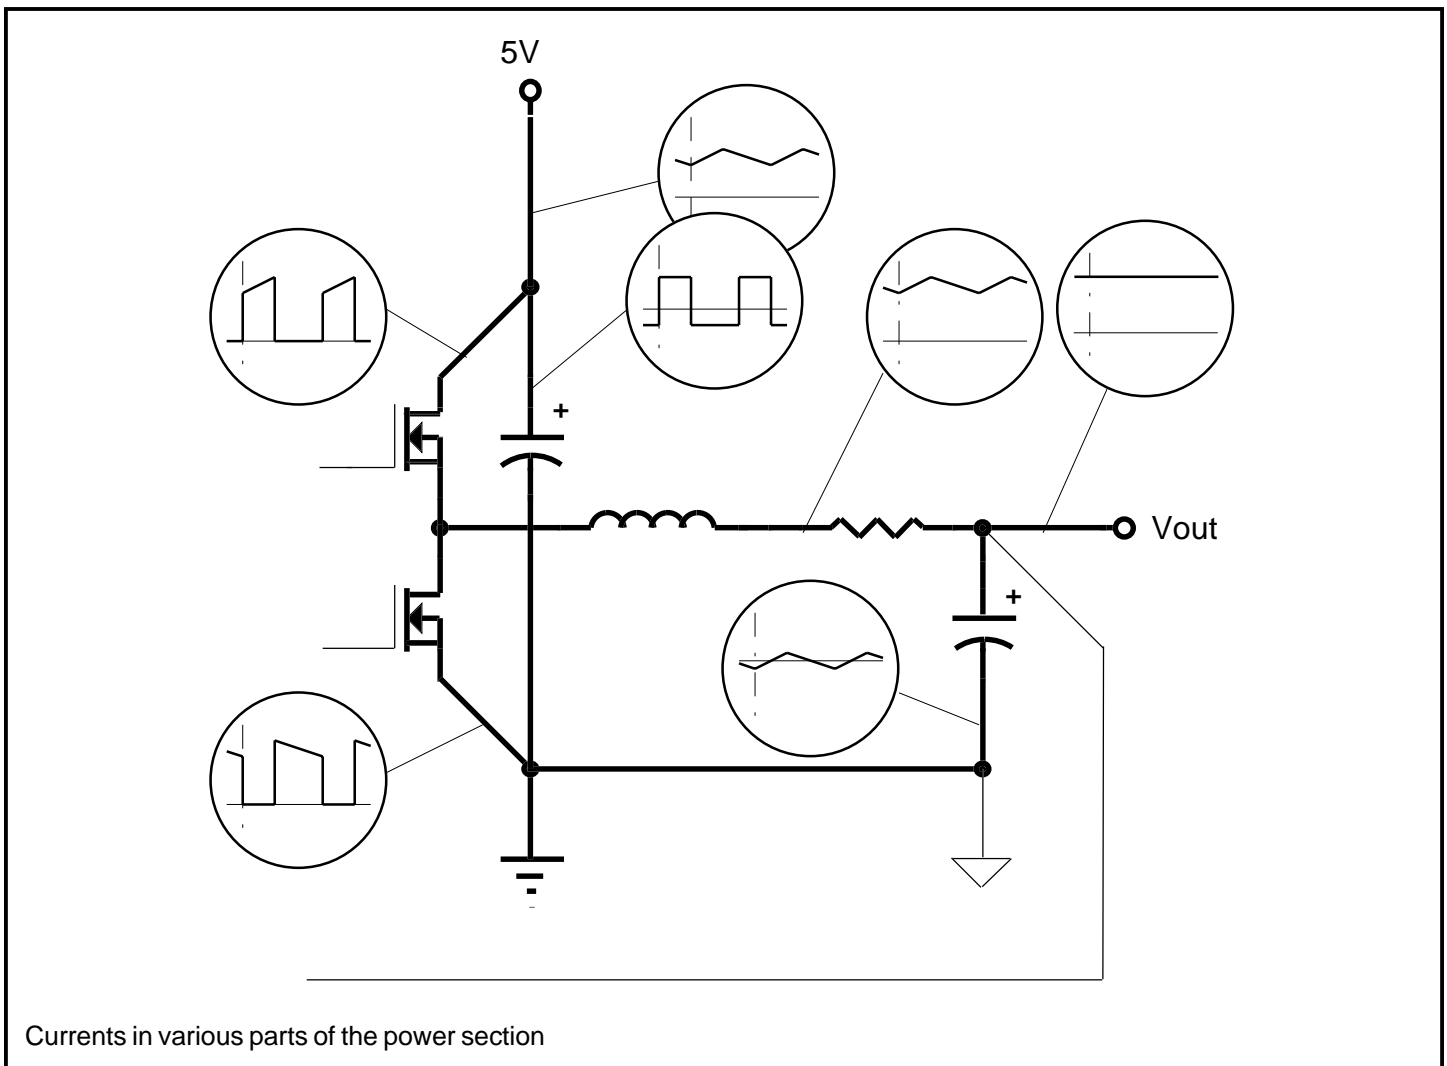 5V
+
Vout
+
Currents in various parts of the power section